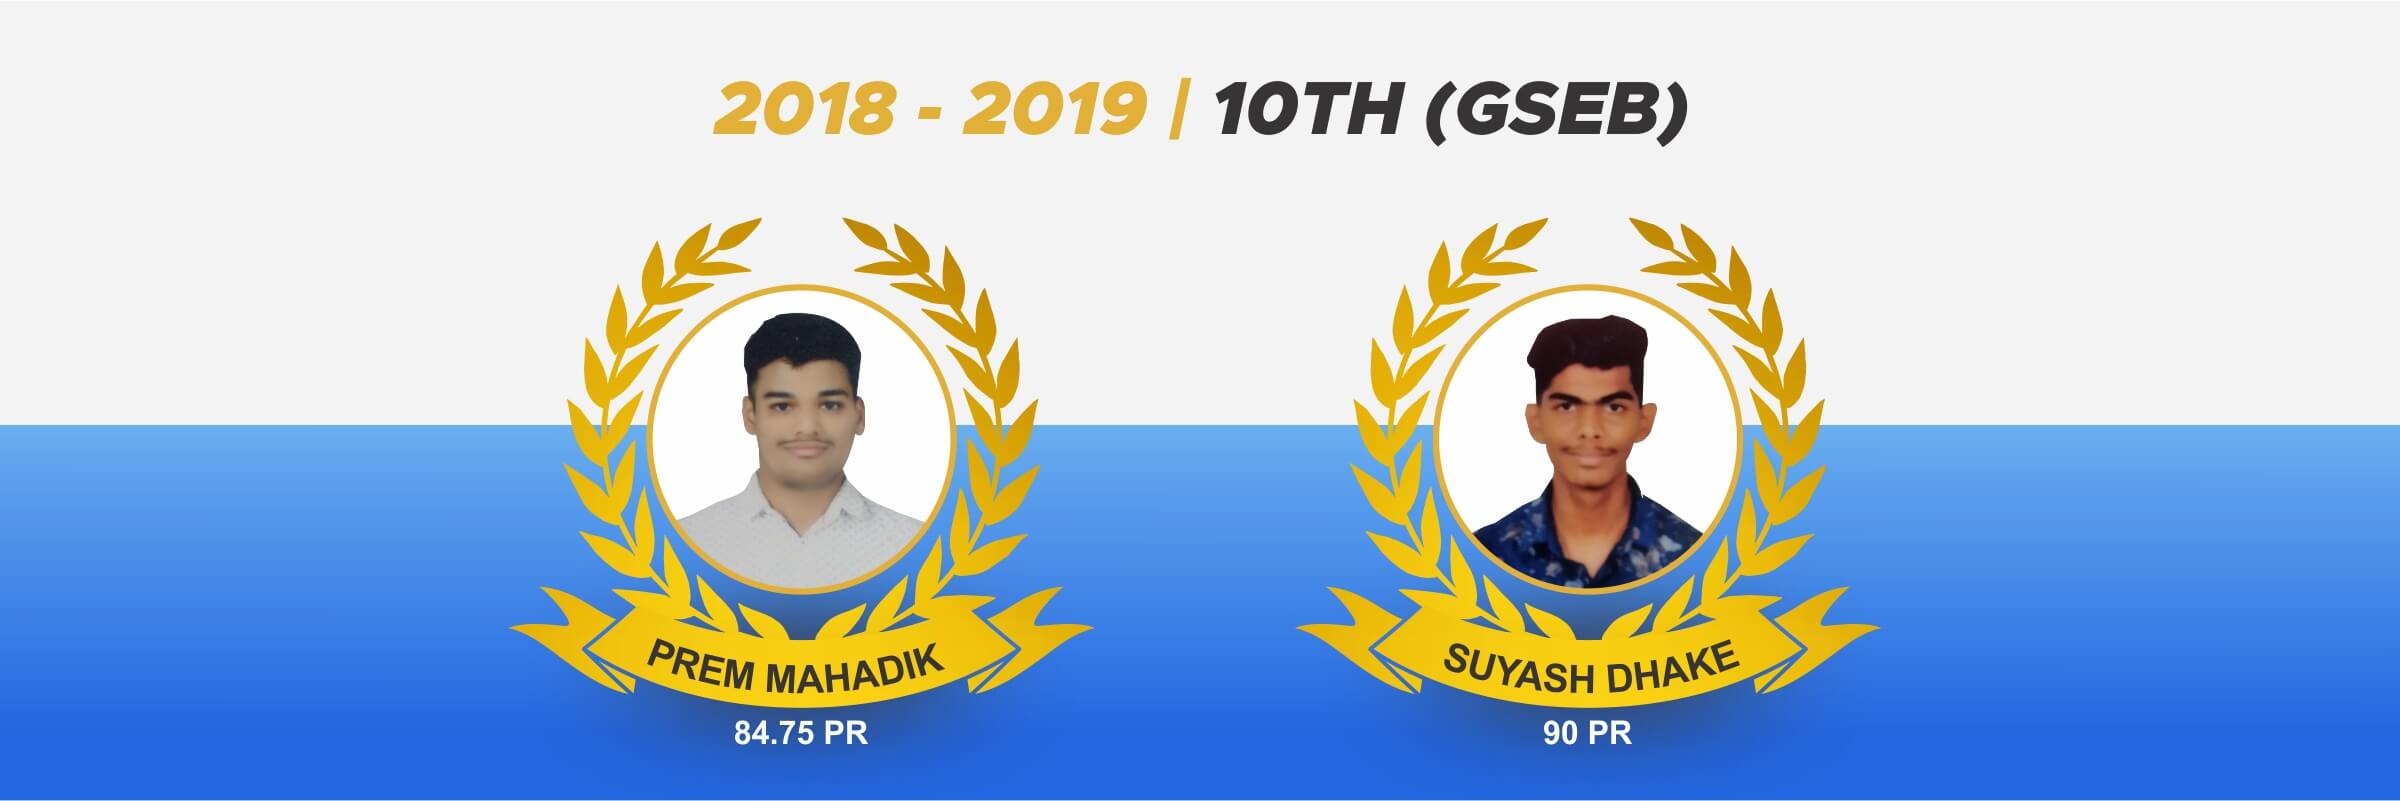 2018 - 2019 | 10TH (GSEB)
PREM MAHADIK
84.75 PR
SUYASH DHAKE
90 PR